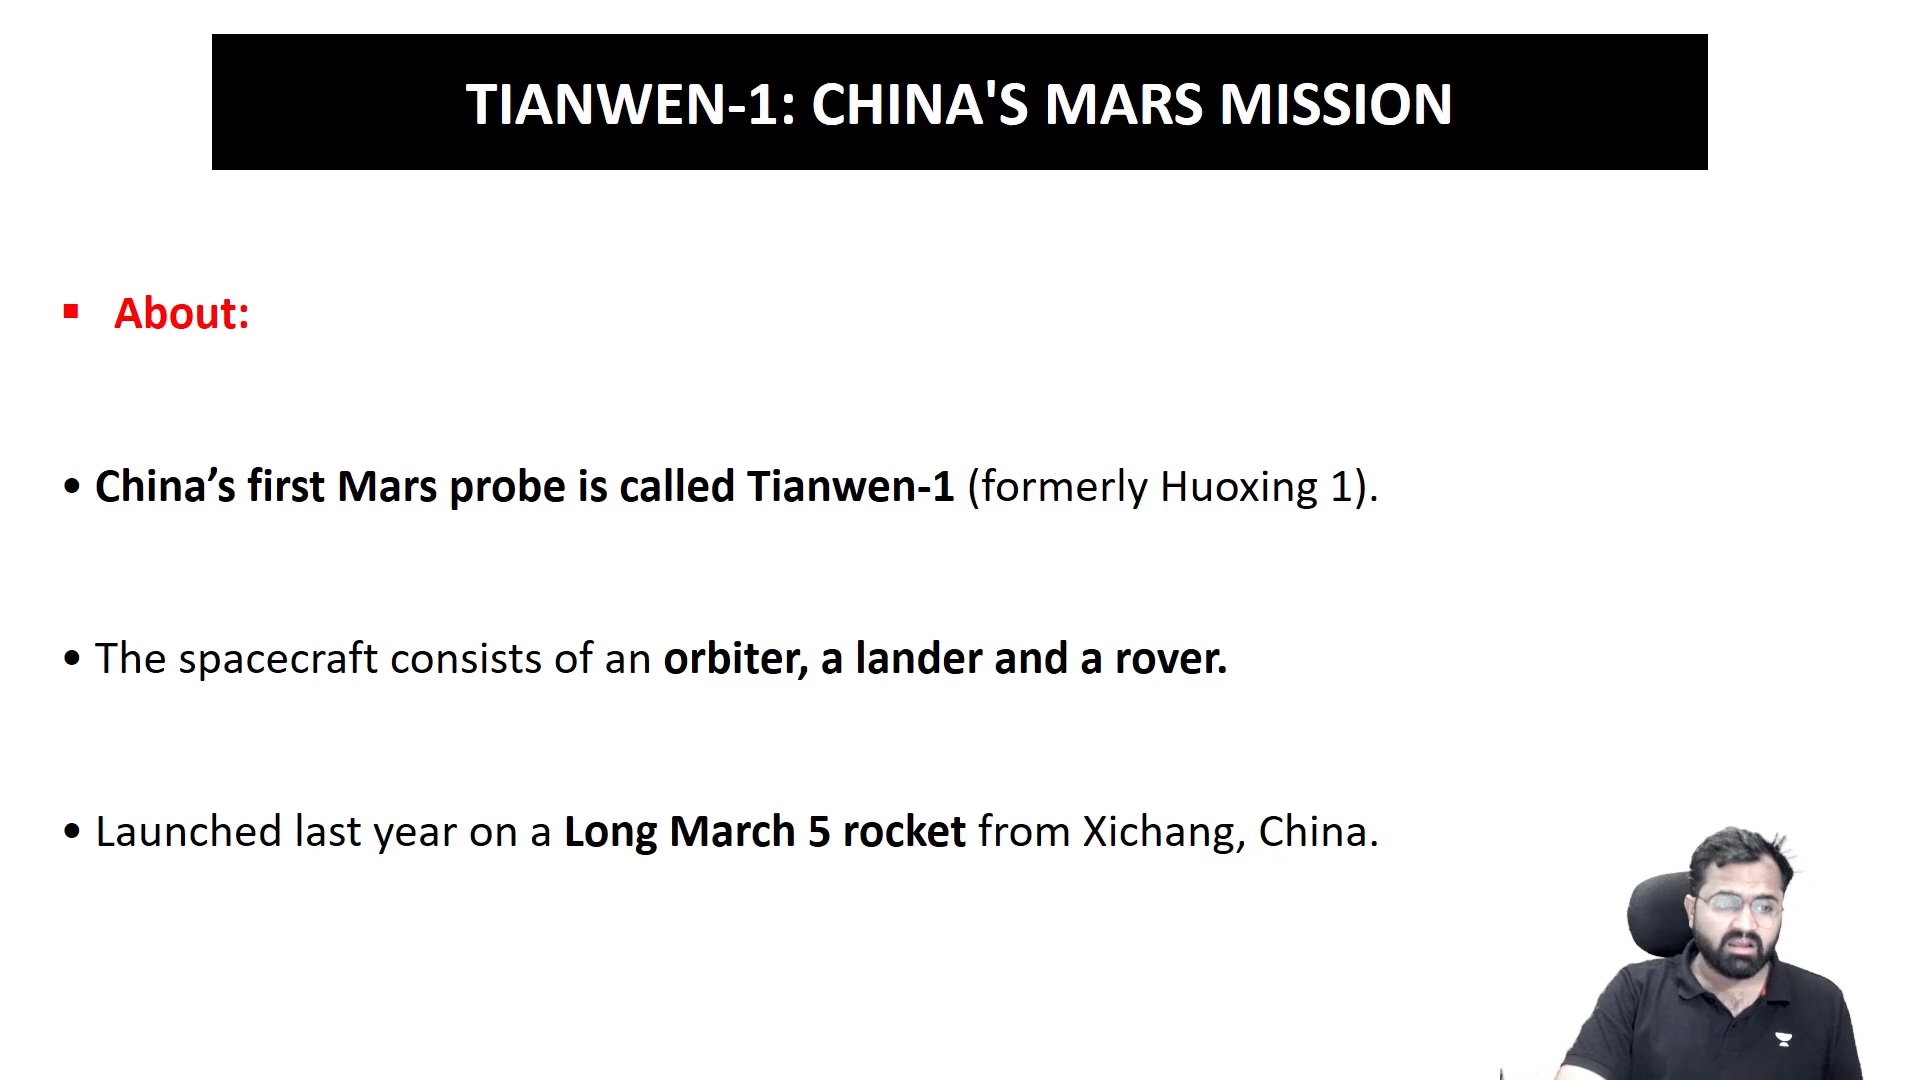 TIANWEN-1: CHINA'S MARS MISSION
▪ About:
• China’s first Mars probe is called Tianwen-1 (formerly Huoxing 1).
• The spacecraft consists of an orbiter, a lander and a rover.
• Launched last year on a Long March 5 rocket from Xichang, China.